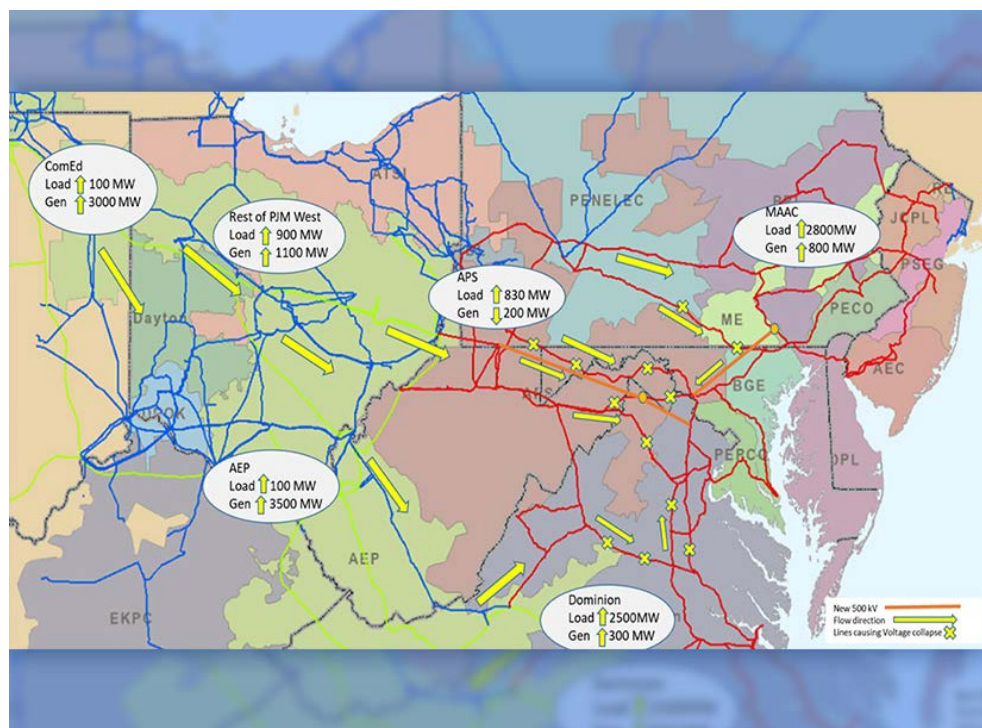 ComEd
Load 100 MW
Gen 3000 MW
Rest of PJM West
Load 900 MW
Gen 1100 MW
PENELEC
MAAC
Load 2800MW
Gen 800 MW
JCPL
PSEG
APS
Load 830 MW
Gen 200 MW
Dayton
ME
PECO
AEC
BGE
AEP
Load 100 MW
Gen 3500 MW
PEPCO
DPL
AEP
EKPC
Dominion
Load 2500MW
Gen 300 MW
New 500 kV
Flow direction
Lines causing Voltage collapse